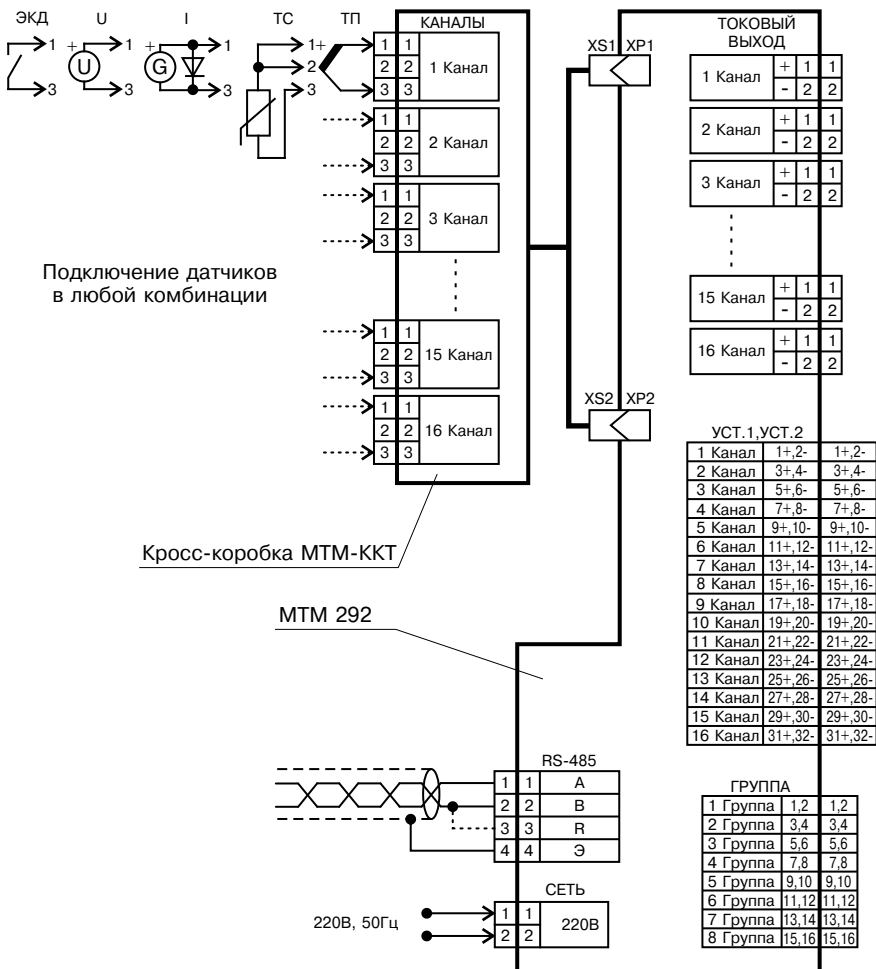 ЭКД U I ТС ТП
+ 1 3
+ U 1 3
+ G 1 3
1+ 2 3
КАНАЛЫ
1 1
2 2 1 Канал
3 3
1 1
2 2 2 Канал
3 3
1 1
2 2 3 Канал
3 3
1 1
2 2 15 Канал
3 3
1 1
2 2 16 Канал
3 3
Подключение датчиков
в любой комбинации
Кросс-коробка МТМ-ККТ
МТМ 292
XS1 XP1
XS2 XP2
ТОКОВЫЙ
ВЫХОД
1 Канал + 1 1
- 2 2
2 Канал + 1 1
- 2 2
3 Канал + 1 1
- 2 2
15 Канал + 1 1
- 2 2
16 Канал + 1 1
- 2 2
УСТ.1,УСТ.2
1 Канал 1+,2- 1+,2-
2 Канал 3+,4- 3+,4-
3 Канал 5+,6- 5+,6-
4 Канал 7+,8- 7+,8-
5 Канал 9+,10- 9+,10-
6 Канал 11+,12- 11+,12-
7 Канал 13+,14- 13+,14-
8 Канал 15+,16- 15+,16-
9 Канал 17+,18- 17+,18-
10 Канал 19+,20- 19+,20-
11 Канал 21+,22- 21+,22-
12 Канал 23+,24- 23+,24-
13 Канал 25+,26- 25+,26-
14 Канал 27+,28- 27+,28-
15 Канал 29+,30- 29+,30-
16 Канал 31+,32- 31+,32-
RS-485
1 1 A
2 2 B
3 3 R
4 4 Э
СЕТЬ
220В, 50Гц
1 1 220В
2 2
ГРУППА
1 Группа 1,2 1,2
2 Группа 3,4 3,4
3 Группа 5,6 5,6
4 Группа 7,8 7,8
5 Группа 9,10 9,10
6 Группа 11,12 11,12
7 Группа 13,14 13,14
8 Группа 15,16 15,16